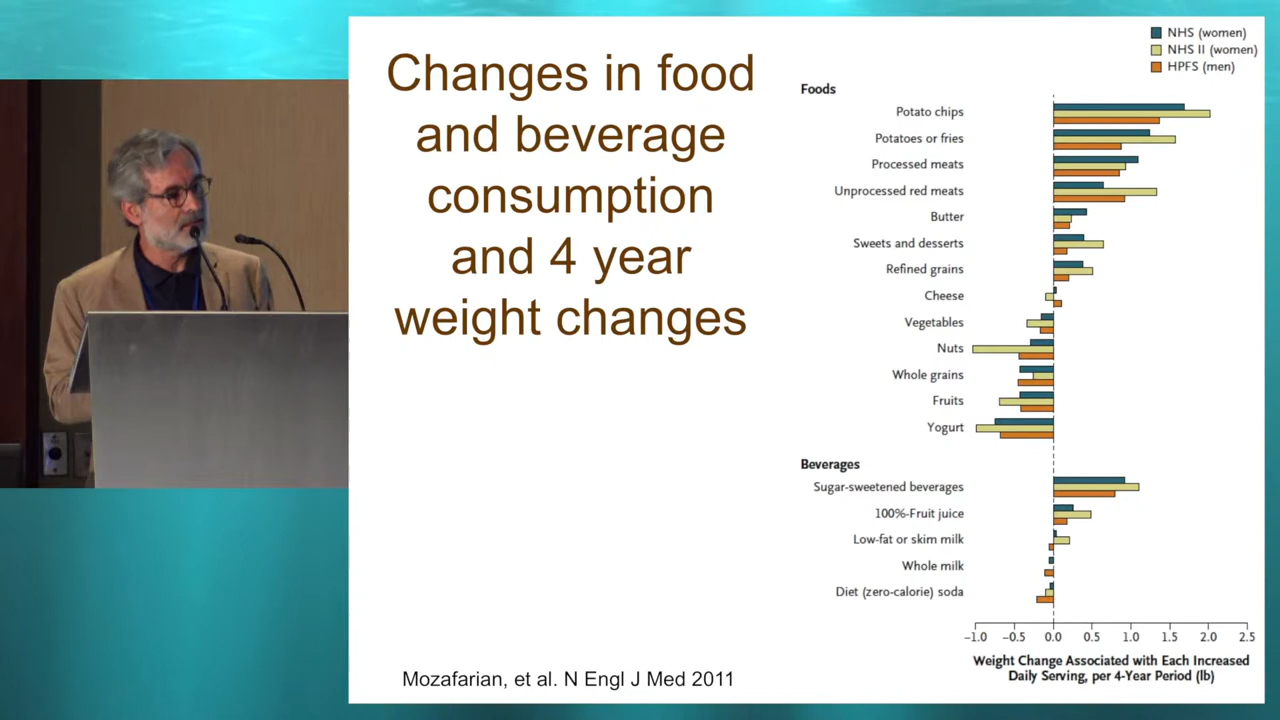 Changes in food
and beverage
consumption
and 4 year
weight changes
NHS (women)
NHS II (women)
HPFS (men)
Foods
Potato chips
Potatoes or fries
Processed meats
Unprocessed red meats
Butter
Sweets and desserts
Refined grains
Cheese
Vegetables
Nuts
Whole grains
Fruits
Yogurt
Beverages
Sugar-sweetened beverages
100%-Fruit juice
Low-fat or skim milk
Whole milk
Diet (zero-calorie) soda
−1.0 −0.5 0.0 0.5 1.0 1.5 2.0 2.5
Weight Change Associated with Each Increased
Daily Serving, per 4-Year Period (lb)
Mozafarian, et al. N Engl J Med 2011